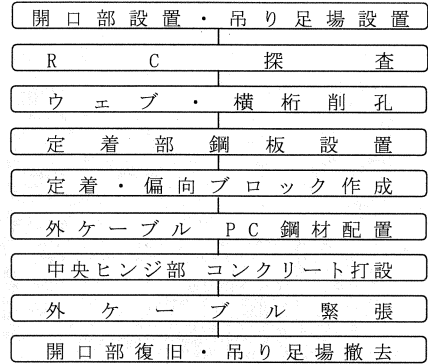 開口部設置・吊り足場設置
RC探査
ウェブ・横桁削孔
定着部鋼板設置
定着・偏向ブロック作成
外ケーブル PC鋼材配置
中央ヒンジ部 コンクリート打設
外ケーブル緊張
開口部復旧・吊り足場撤去